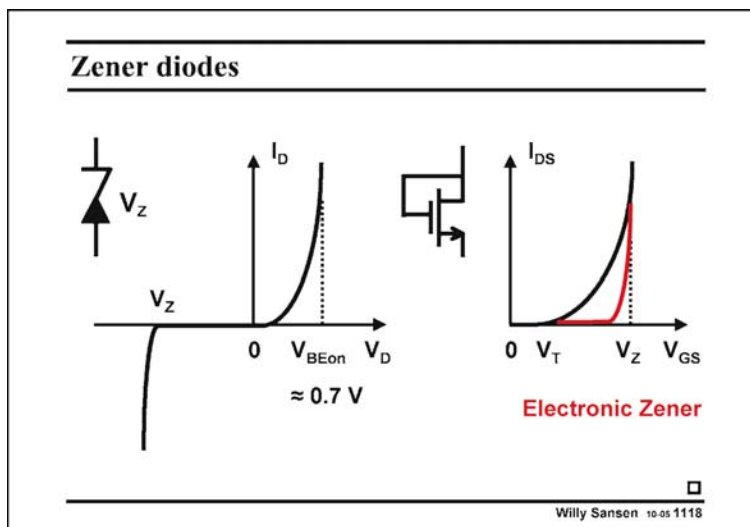 Zener diodes
V_Z
I_D
V_Z
0
V_BEon
V_D
≈ 0.7 V
I_DS
0
V_T
V_Z
V_GS
Electronic Zener
Willy Sansen 10-05 1118